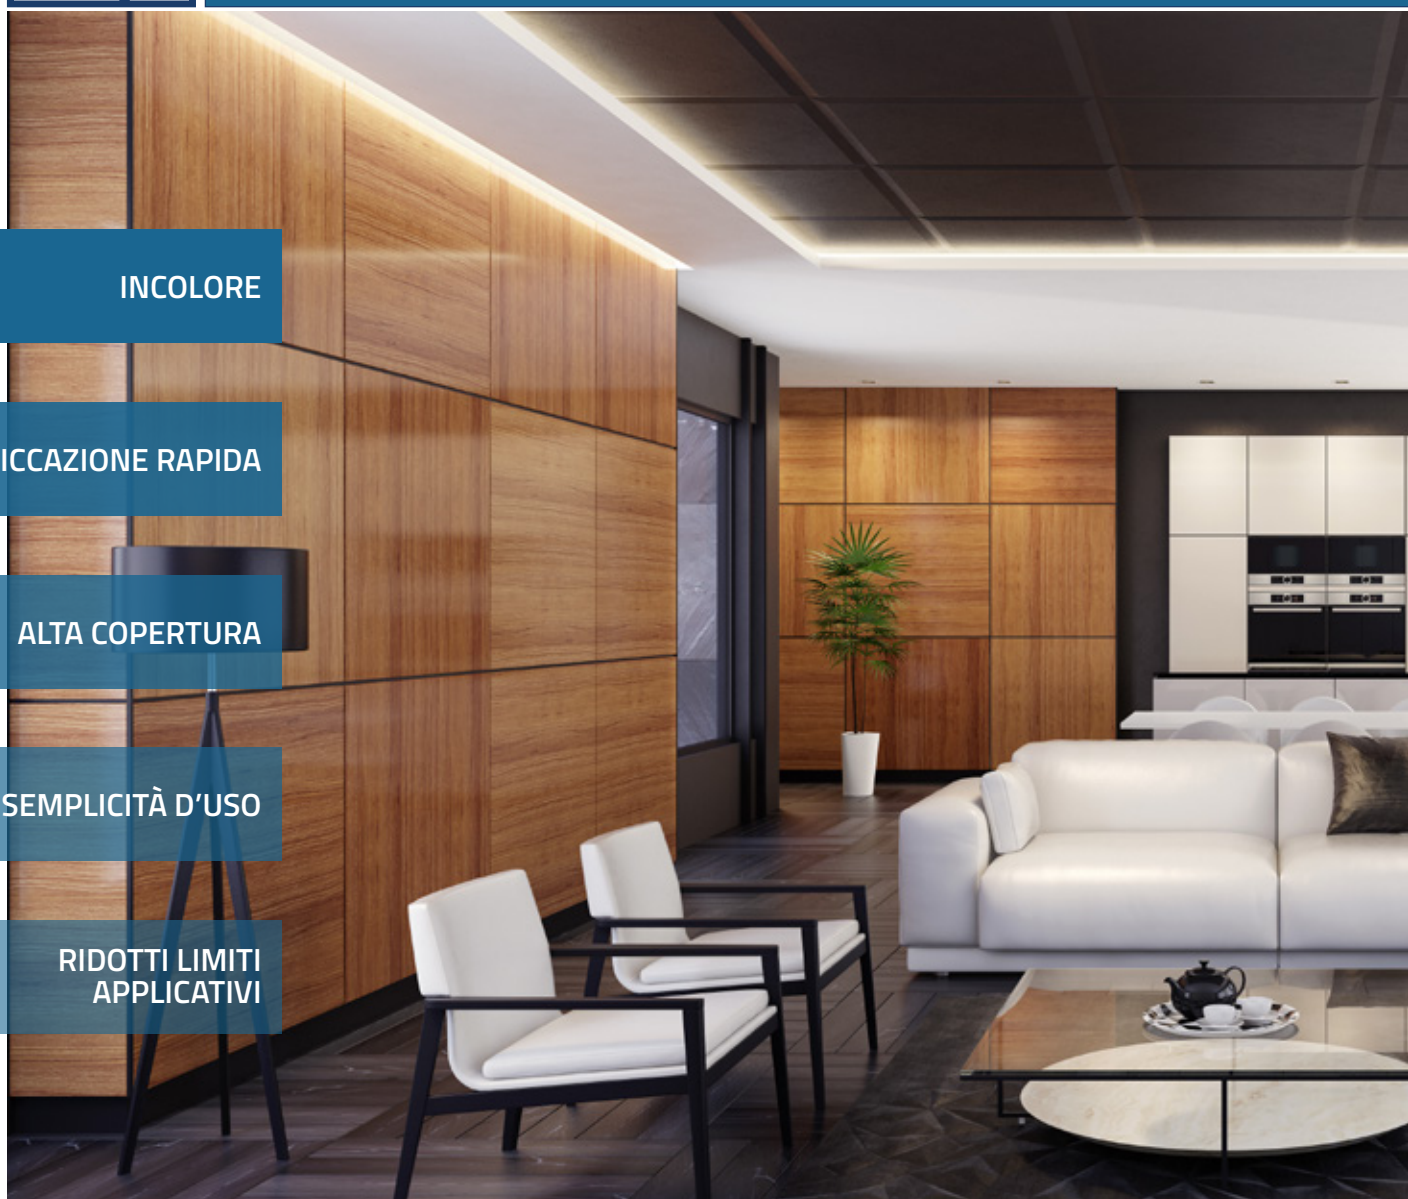 INCOLORE
ICCAZIONE RAPIDA
ALTA COPERTURA
SEMPLICITÀ D’USO
RIDOTTI LIMITI
APPLICATIVI